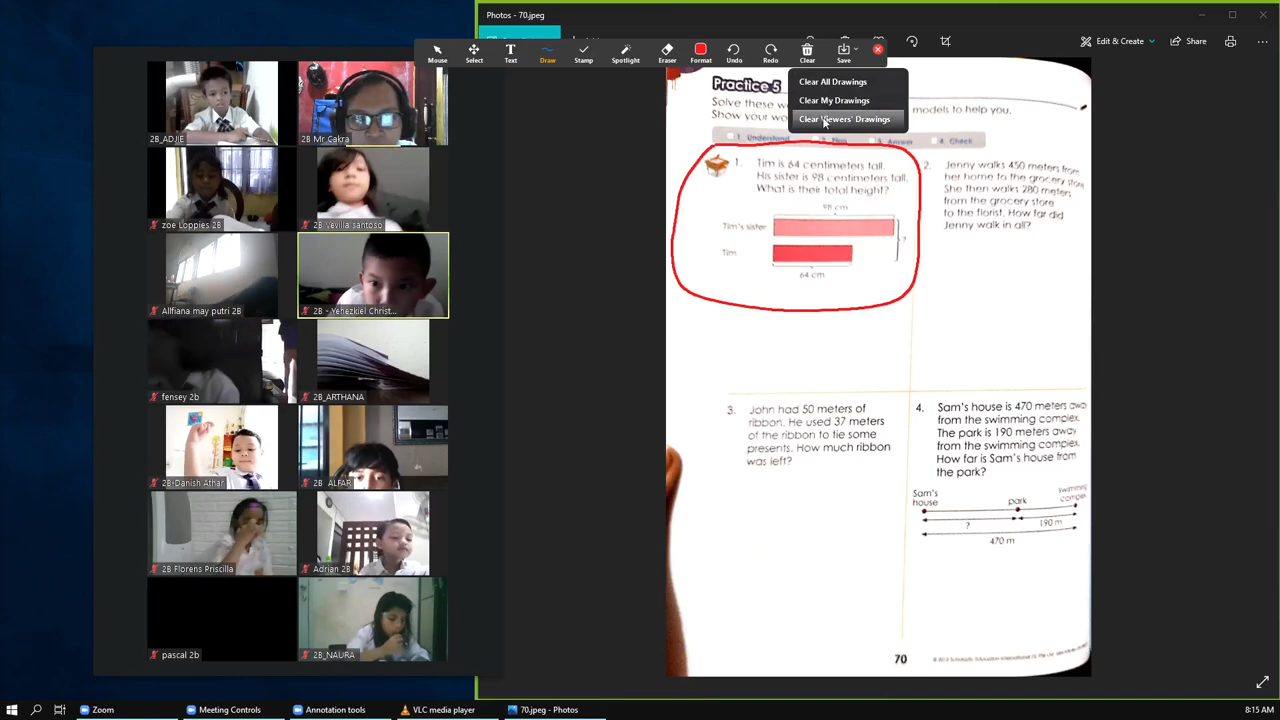 Photos - 70.jpeg
Edit & Create
Share
Mouse
Select
Text
Draw
Stamp
Spotlight
Eraser
Format
Undo
Redo
Clear
Save
Clear All Drawings
Clear My Drawings
Clear Viewers' Drawings
2B_ADJIE
2B Mr Cakra
zoe Loppies 2B
2B Vevilia santoso
Allfiana may putri 2B
2B - Yehezkiel Christ...
fensey 2b
2B_ARTHANA
2B-Danish Athar
2B ALFAR
2B Florens Priscilla
Adrian 2B
pascal 2b
2B_NAURA
Practice 5
Solve these
models to help you.
Show your
1. Understand
3. Answer
4. Check
1. Tim is 64 centimeters tall.
His sister is 98 centimeters tall.
What is their total height?
98 cm
Tim's sister
?
Tim
64 cm
2. Jenny walks 450 meters from
her home to the grocery store.
She then walks 280 meters
from the grocery store
to the florist. How far did
Jenny walk in all?
3. John had 50 meters of
ribbon. He used 37 meters
of the ribbon to tie some
presents. How much ribbon
was left?
4. Sam's house is 470 meters away
from the swimming complex.
The park is 190 meters away
from the swimming complex.
How far is Sam's house from
the park?
Sam's
house
park
swimming
complex
?
190 m
470 m
70
Zoom
Meeting Controls
Annotation tools
VLC media player
70.jpeg - Photos
8:15 AM